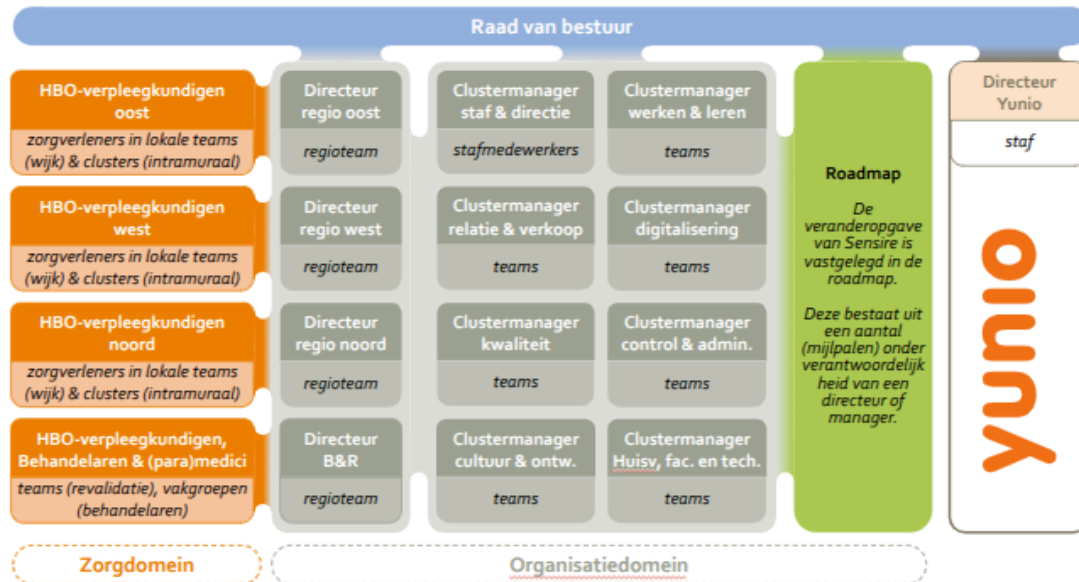 Raad van bestuur
HBO-verpleegkundigen
oost
zorgverleners in lokale teams
(wijk) & clusters (intramuraal)
HBO-verpleegkundigen
west
zorgverleners in lokale teams
(wijk) & clusters (intramuraal)
HBO-verpleegkundigen
noord
zorgverleners in lokale teams
(wijk) & clusters (intramuraal)
HBO-verpleegkundigen,
Behandelaren & (para)medici
teams (revalidatie), vakgroepen
(behandelaren)
Zorgdomein
Directeur
regio oost
regioteam
Directeur
regio west
regioteam
Directeur
regio noord
regioteam
Directeur
B&R
regioteam
Clustermanager
staf & directie
stafmedewerkers
Clustermanager
relatie & verkoop
teams
Clustermanager
kwaliteit
teams
Clustermanager
cultuur & ontw.
teams
Clustermanager
werken & leren
teams
Clustermanager
digitalisering
teams
Clustermanager
control & admin.
teams
Clustermanager
Huisv, fac. en tech.
teams
Roadmap
De
veranderopgave
van Sensire is
vastgelegd in de
roadmap.
Deze bestaat uit
een aantal
(mijlpalen) onder
verantwoordelijk
heid van een
directeur of
manager.
Organisatiedomein
Directeur
Yunio
staf
yunio